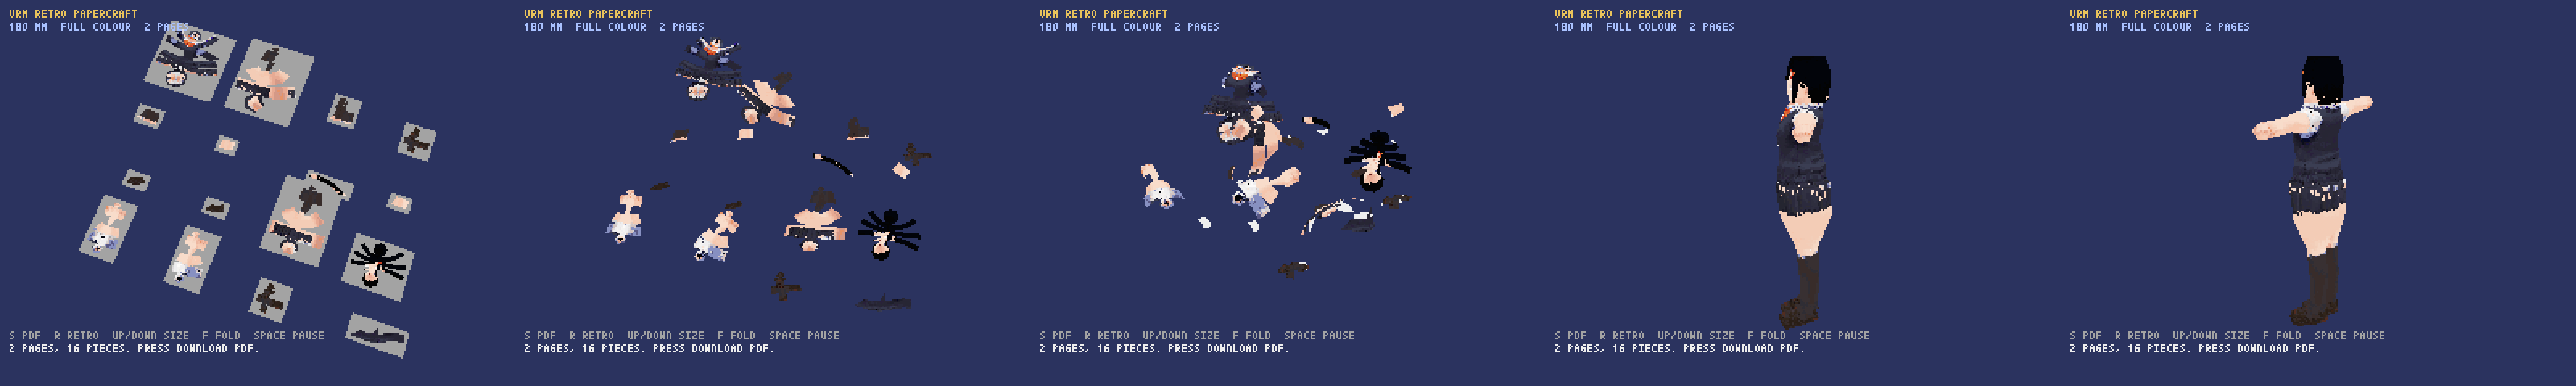 VRM RETRO PAPERCRAFT
180 MM FULL COLOUR 2 PAGES
S PDF R RETRO UP/DOWN SIZE F FOLD SPACE PAUSE
2 PAGES, 16 PIECES. PRESS DOWNLOAD PDF.
VRM RETRO PAPERCRAFT
180 MM FULL COLOUR 2 PAGES
S PDF R RETRO UP/DOWN SIZE F FOLD SPACE PAUSE
2 PAGES, 16 PIECES. PRESS DOWNLOAD PDF.
VRM RETRO PAPERCRAFT
180 MM FULL COLOUR 2 PAGES
S PDF R RETRO UP/DOWN SIZE F FOLD SPACE PAUSE
2 PAGES, 16 PIECES. PRESS DOWNLOAD PDF.
VRM RETRO PAPERCRAFT
180 MM FULL COLOUR 2 PAGES
S PDF R RETRO UP/DOWN SIZE F FOLD SPACE PAUSE
2 PAGES, 16 PIECES. PRESS DOWNLOAD PDF.
VRM RETRO PAPERCRAFT
180 MM FULL COLOUR 2 PAGES
S PDF R RETRO UP/DOWN SIZE F FOLD SPACE PAUSE
2 PAGES, 16 PIECES. PRESS DOWNLOAD PDF.